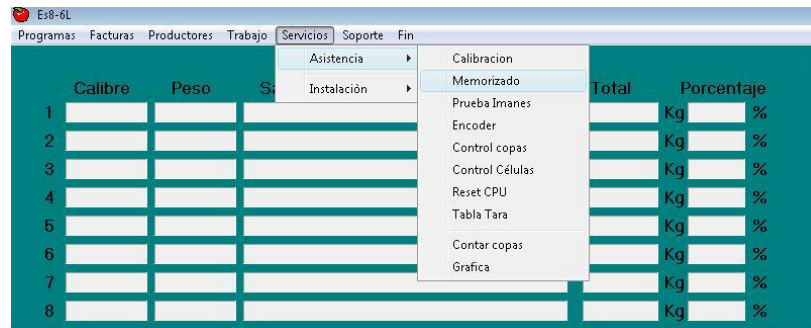 Es8-6L
Programas Facturas Productores Trabajo Servicios Soporte Fin
Asistencia
Instalación
Calibracion
Memorizado
Prueba Imanes
Encoder
Control copas
Control Células
Reset CPU
Tabla Tara
Contar copas
Grafica
Calibre Peso Total Porcentaje
1 Kg %
2 Kg %
3 Kg %
4 Kg %
5 Kg %
6 Kg %
7 Kg %
8 Kg %